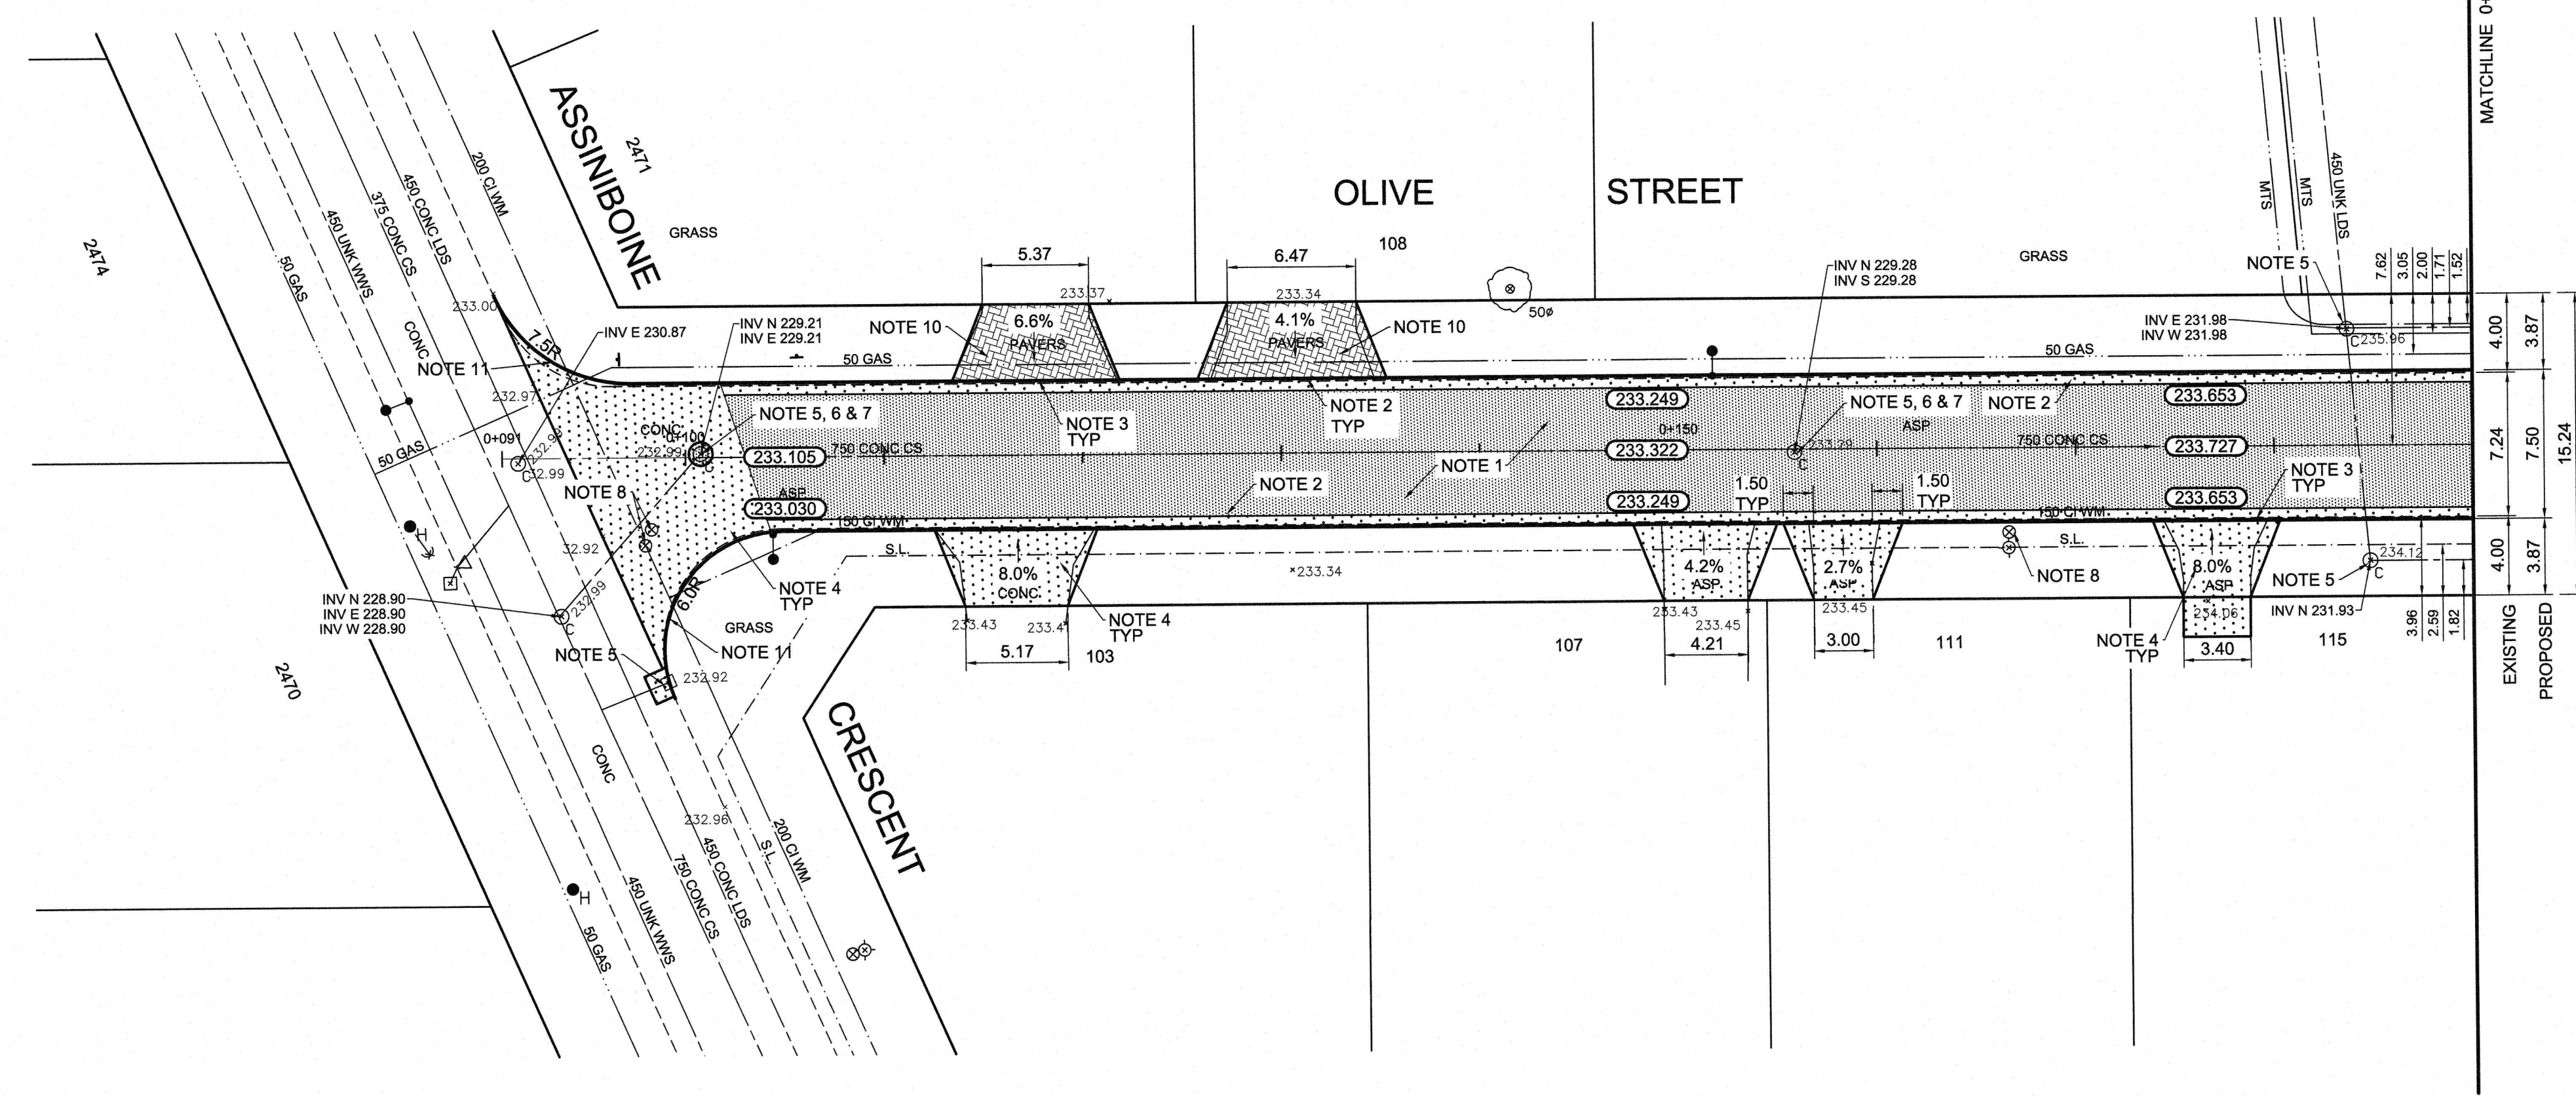 MATCHLINE 0+
ASSINIBOINE
2471
OLIVE STREET
108
GRASS
GRASS
2474
50 GAS
450 UNK WWS
375 CONC CS
450 CONC LDS
200 CI WM
CONC
MTS
MTS
450 UNK LDS
NOTE 5
7.62
3.05
2.00
1.71
1.52
5.37
6.47
233.37
233.34
50ø
INV N 229.28
INV S 229.28
233.00
7.5R
NOTE 11
INV E 230.87
INV N 229.21
INV E 229.21
NOTE 10
6.6%
PAVERS
4.1%
PAVERS
NOTE 10
50 GAS
50 GAS
INV E 231.98
INV W 231.98
C
235.96
4.00
3.87
232.97
NOTE 5, 6 & 7
NOTE 3
TYP
NOTE 2
TYP
233.249
NOTE 5, 6 & 7
NOTE 2
233.653
ASP
0+091
CONC
0+100
232.99
C
233.105
750 CONC CS
0+150
233.322
233.29
C
750 CONC CS
233.727
7.24
7.50
15.24
50 GAS
C
NOTE 1
NOTE 8
ASP
233.030
NOTE 2
233.249
1.50
TYP
1.50
TYP
233.653
NOTE 3
TYP
150 CI WM
150 CI WM
H
S.L.
S.L.
32.92
8.0%
CONC
233.34
4.2%
ASP
2.7%
ASP
NOTE 8
8.0%
ASP
NOTE 5
234.12
C
4.00
3.87
INV N 228.90
INV E 228.90
INV W 228.90
232.99
C
6.0R
NOTE 4
TYP
GRASS
NOTE 11
NOTE 5
232.92
233.43
NOTE 4
TYP
5.17
103
107
233.43
233.45
4.21
233.45
3.00
111
NOTE 4
TYP
234.06
3.40
INV N 231.93
115
3.96
2.59
1.82
EXISTING
PROPOSED
2470
CONC
CRESCENT
232.96
200 CI WM
S.L.
450 CONC LDS
750 CONC CS
450 UNK WWS
50 GAS
H